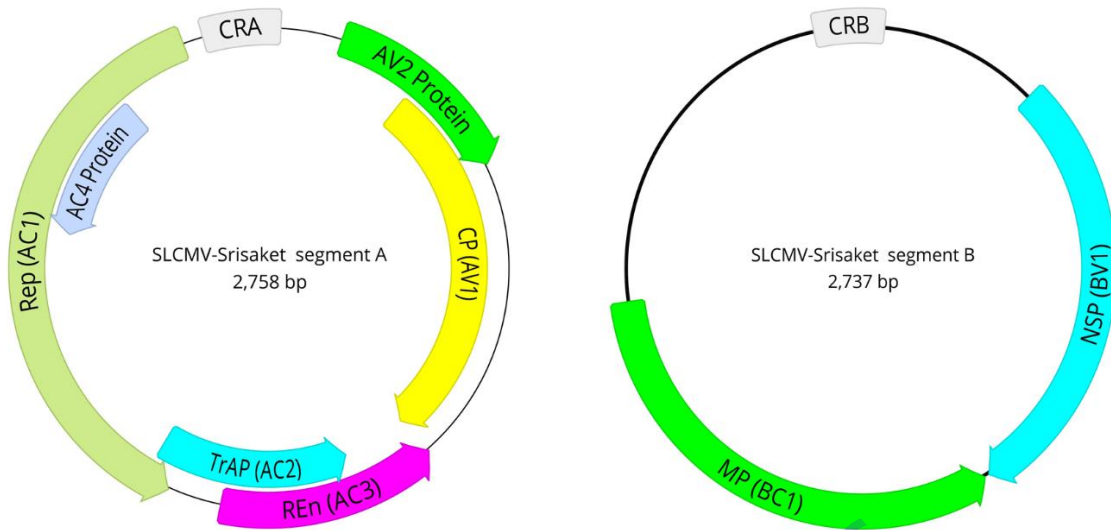 CRA
AV2 Protein
AC4 Protein
Rep (AC1)
CP (AV1)
SLCMV-Srisaket segment A
2,758 bp
TrAP (AC2)
REn (AC3)
CRB
NSP (BV1)
SLCMV-Srisaket segment B
2,737 bp
MP (BC1)